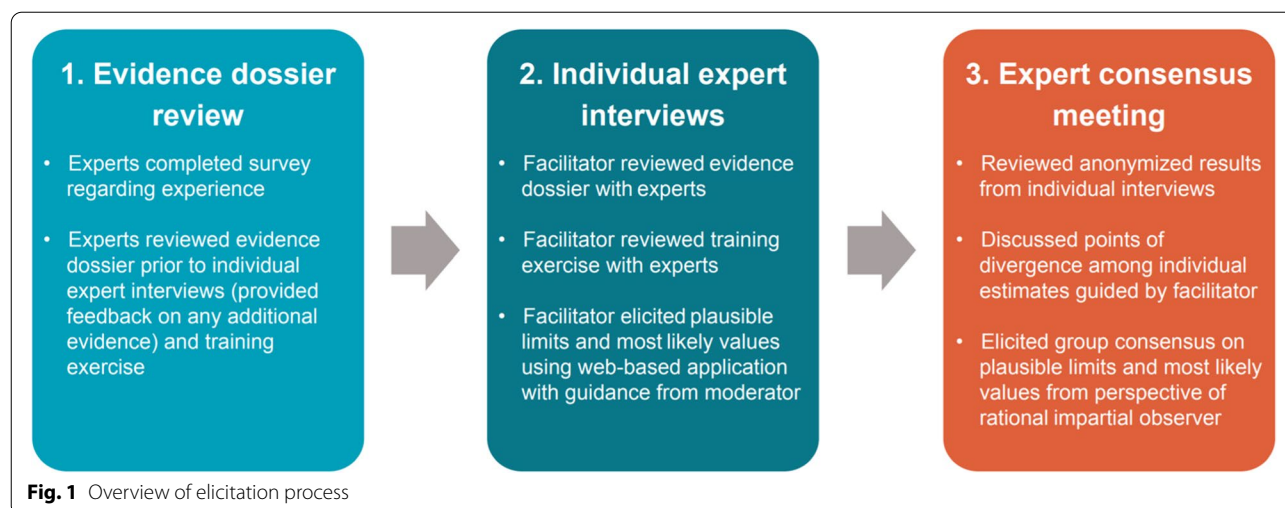 1. Evidence dossier
review
• Experts completed survey
regarding experience
• Experts reviewed evidence
dossier prior to individual
expert interviews (provided
feedback on any additional
evidence) and training
exercise
2. Individual expert
interviews
• Facilitator reviewed evidence
dossier with experts
• Facilitator reviewed training
exercise with experts
• Facilitator elicited plausible
limits and most likely values
using web-based application
with guidance from moderator
3. Expert consensus
meeting
• Reviewed anonymized results
from individual interviews
• Discussed points of
divergence among individual
estimates guided by facilitator
• Elicited group consensus on
plausible limits and most likely
values from perspective of
rational impartial observer
Fig. 1 Overview of elicitation process